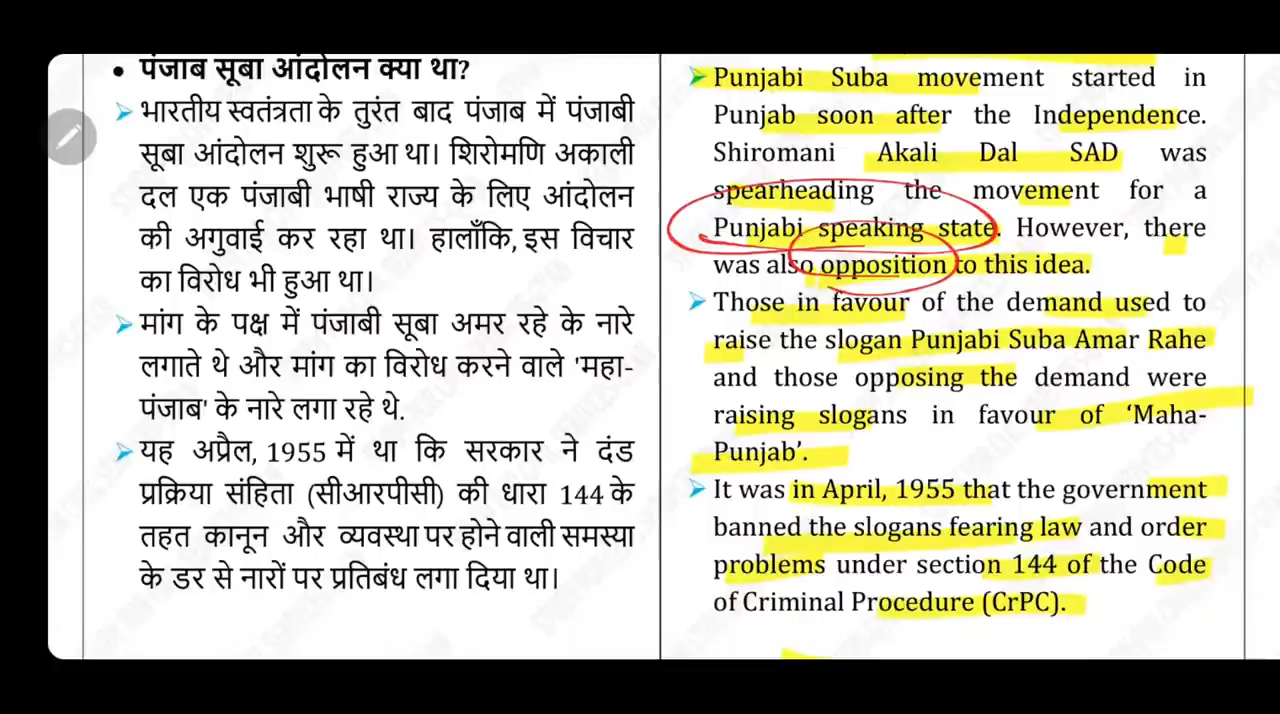 • पंजाब सूबा आंदोलन क्या था?
➢ भारतीय स्वतंत्रता के तुरंत बाद पंजाब में पंजाबी
सूबा आंदोलन शुरू हुआ था। शिरोमणि अकाली
दल एक पंजाबी भाषी राज्य के लिए आंदोलन
की अगुवाई कर रहा था। हालाँकि, इस विचार
का विरोध भी हुआ था।
➢ मांग के पक्ष में पंजाबी सूबा अमर रहे के नारे
लगाते थे और मांग का विरोध करने वाले 'महा-
पंजाब' के नारे लगा रहे थे.
➢ यह अप्रैल, 1955 में था कि सरकार ने दंड
प्रक्रिया संहिता (सीआरपीसी) की धारा 144 के
तहत कानून और व्यवस्था पर होने वाली समस्या
के डर से नारों पर प्रतिबंध लगा दिया था।
➢ Punjabi Suba movement started in
Punjab soon after the Independence.
Shiromani Akali Dal SAD was
spearheading the movement for a
Punjabi speaking state. However, there
was also opposition to this idea.
➢ Those in favour of the demand used to
raise the slogan Punjabi Suba Amar Rahe
and those opposing the demand were
raising slogans in favour of ‘Maha-
Punjab’.
➢ It was in April, 1955 that the government
banned the slogans fearing law and order
problems under section 144 of the Code
of Criminal Procedure (CrPC).